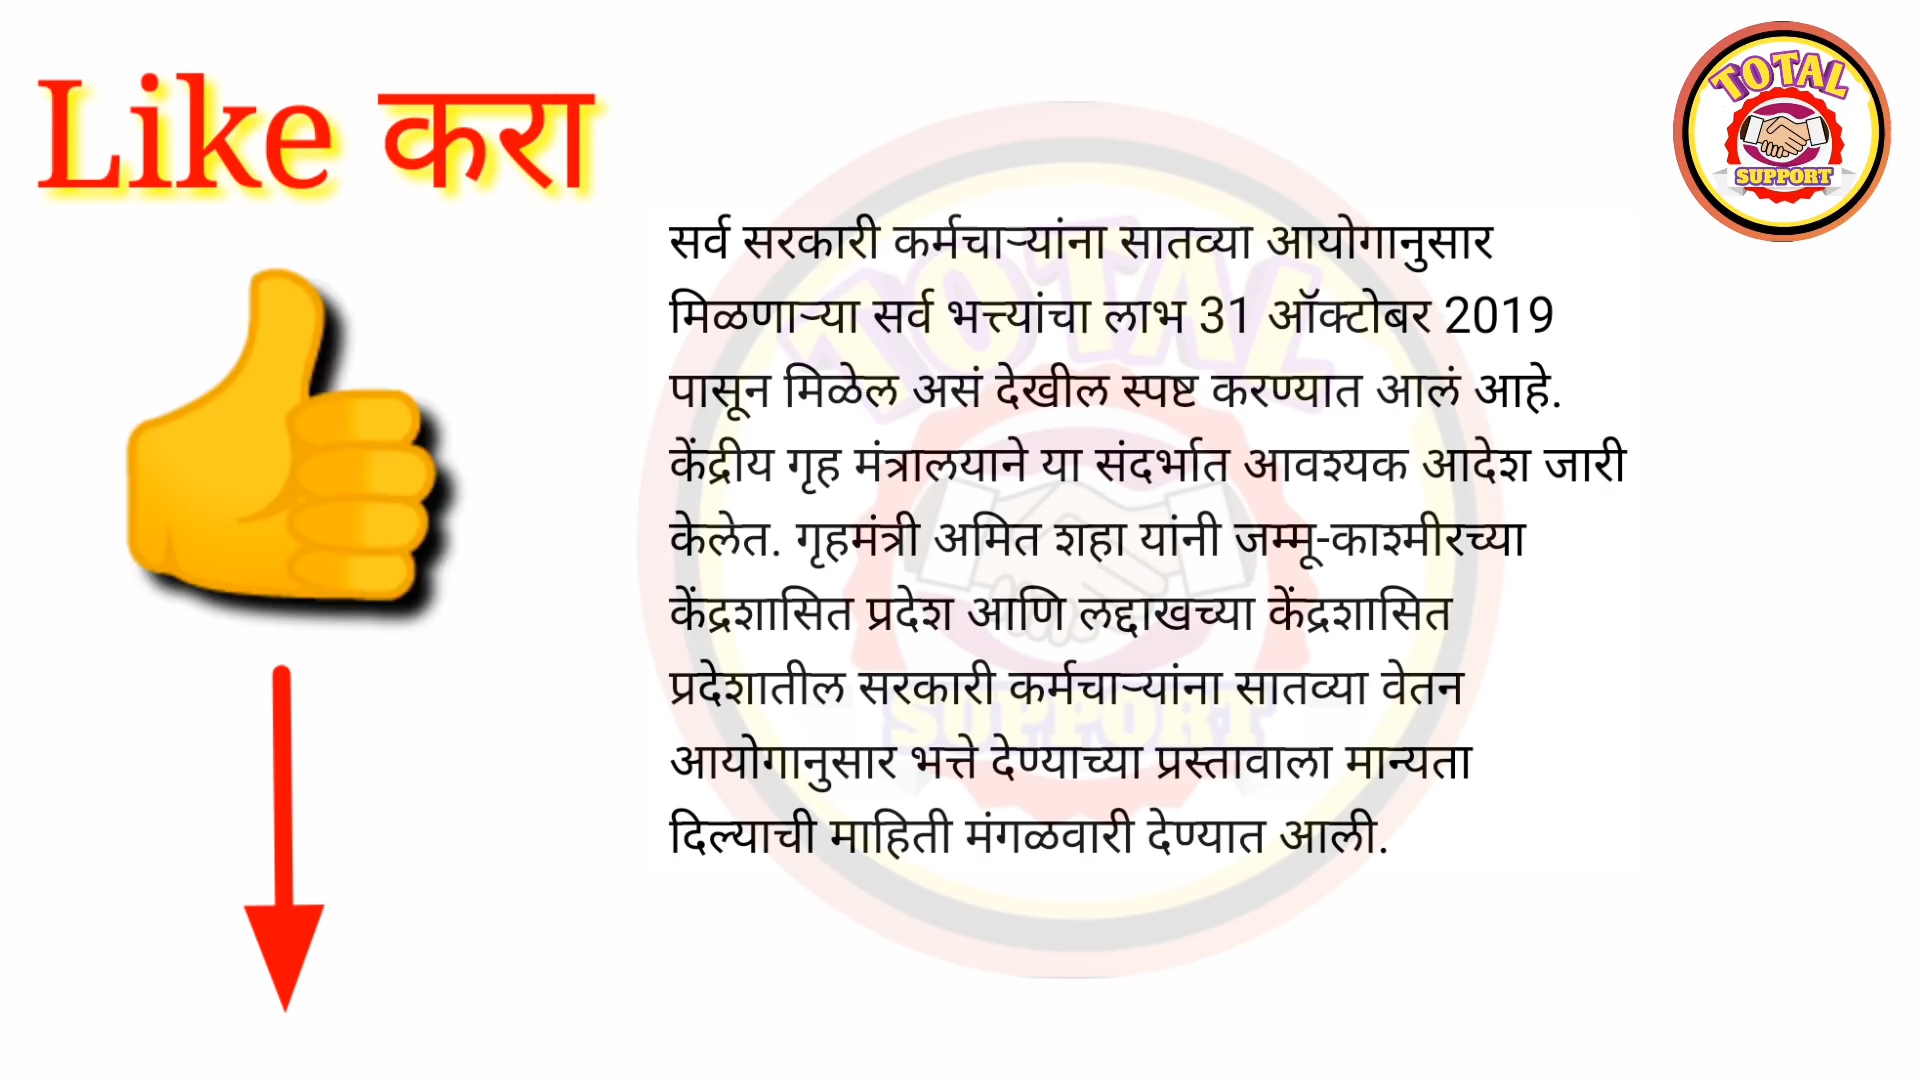 Like करा
TOTAL
SUPPORT
सर्व सरकारी कर्मचाऱ्यांना सातव्या आयोगानुसार
मिळणाऱ्या सर्व भत्त्यांचा लाभ 31 ऑक्टोबर 2019
पासून मिळेल असं देखील स्पष्ट करण्यात आलं आहे.
केंद्रीय गृह मंत्रालयाने या संदर्भात आवश्यक आदेश जारी
केलेत. गृहमंत्री अमित शहा यांनी जम्मू-काश्मीरच्या
केंद्रशासित प्रदेश आणि लद्दाखच्या केंद्रशासित
प्रदेशातील सरकारी कर्मचाऱ्यांना सातव्या वेतन
आयोगानुसार भत्ते देण्याच्या प्रस्तावाला मान्यता
दिल्याची माहिती मंगळवारी देण्यात आली.
TOTAL
SUPPORT